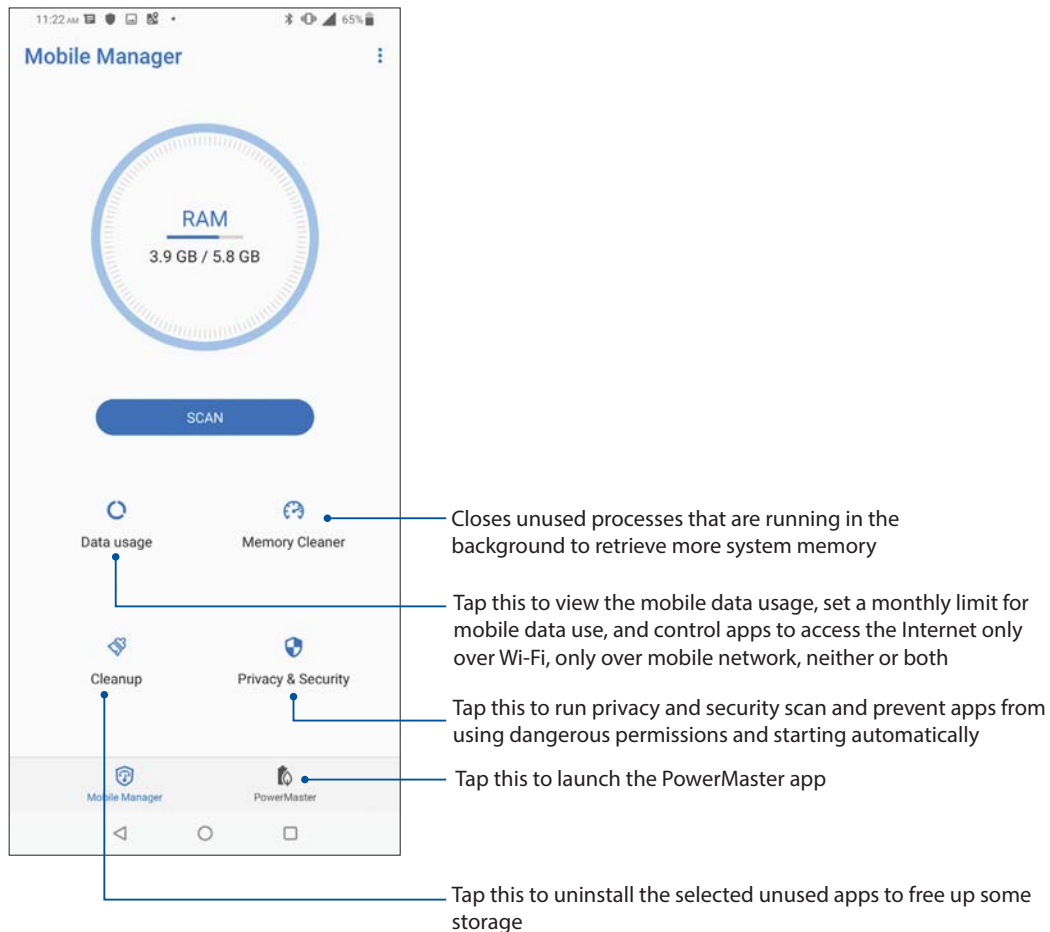 11:22 AM
65%
Mobile Manager
RAM
3.9 GB / 5.8 GB
SCAN
Data usage
Memory Cleaner
Cleanup
Privacy & Security
Mobile Manager
PowerMaster
Closes unused processes that are running in the
background to retrieve more system memory
Tap this to view the mobile data usage, set a monthly limit for
mobile data use, and control apps to access the Internet only
over Wi-Fi, only over mobile network, neither or both
Tap this to run privacy and security scan and prevent apps from
using dangerous permissions and starting automatically
Tap this to launch the PowerMaster app
Tap this to uninstall the selected unused apps to free up some
storage